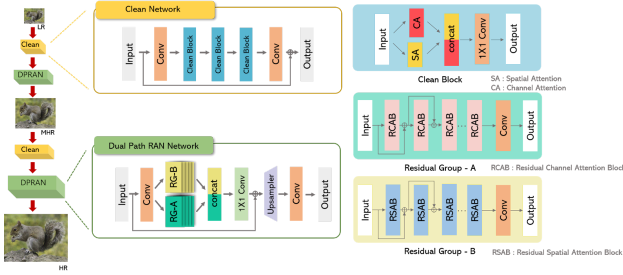 LR
Clean
DPRAN
MHR
Clean
DPRAN
HR
Clean Network
Input
Conv
Clean Block
Clean Block
Clean Block
Conv
Output
Dual Path RAN Network
Input
Conv
RG-B
RG-A
concat
1X1 Conv
Upsampler
Conv
Output
Input
CA
SA
concat
1X1 Conv
Output
Clean Block
SA : Spatial Attention
CA : Channel Attention
Input
RCAB
RCAB
RCAB
RCAB
Conv
Output
Residual Group - A
RCAB: Residual Channel Attention Block
Input
RSAB
RSAB
RSAB
RSAB
Conv
Output
Residual Group - B
RSAB: Residual Spatial Attention Block